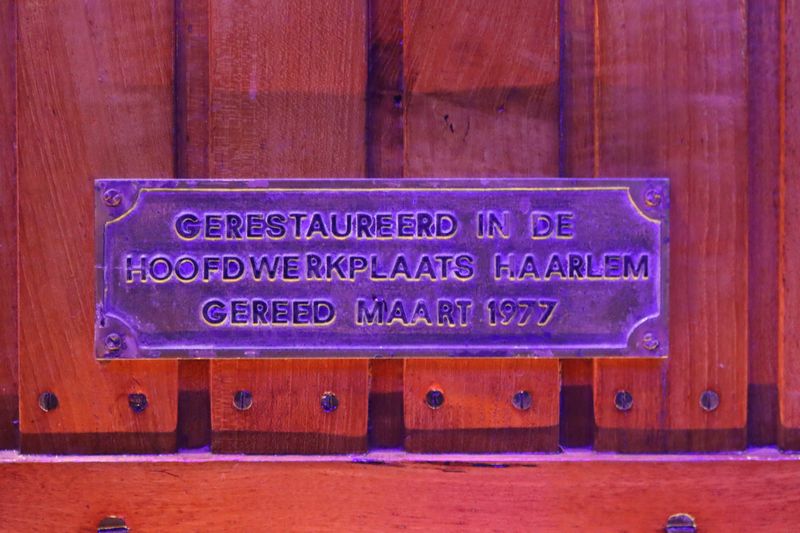 GERESTAUREERD IN DE
HOOFDWERKPLAATS HAARLEM
GEREED MAART 1977